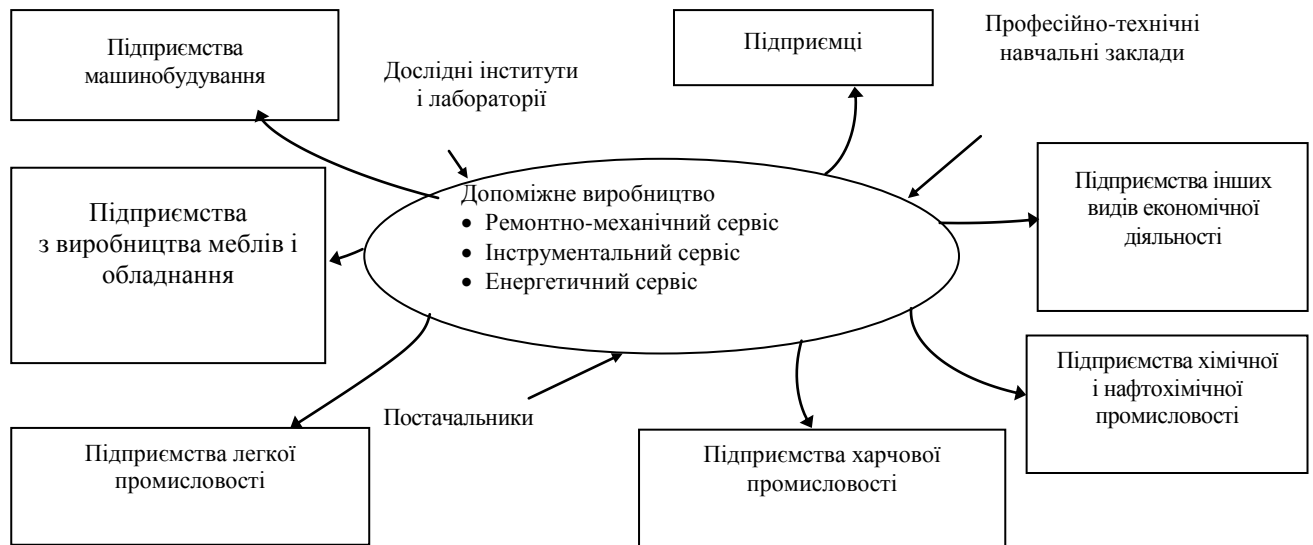 Підприємства
машинобудування
Дослідні інститути
і лабораторії
Підприємці
Професійно-технічні
навчальні заклади
Підприємства
з виробництва меблів і
обладнання
Допоміжне виробництво
• Ремонтно-механічний сервіс
• Інструментальний сервіс
• Енергетичний сервіс
Підприємства інших
видів економічної
діяльності
Підприємства хімічної
і нафтохімічної
промисловості
Постачальники
Підприємства легкої
промисловості
Підприємства харчової
промисловості